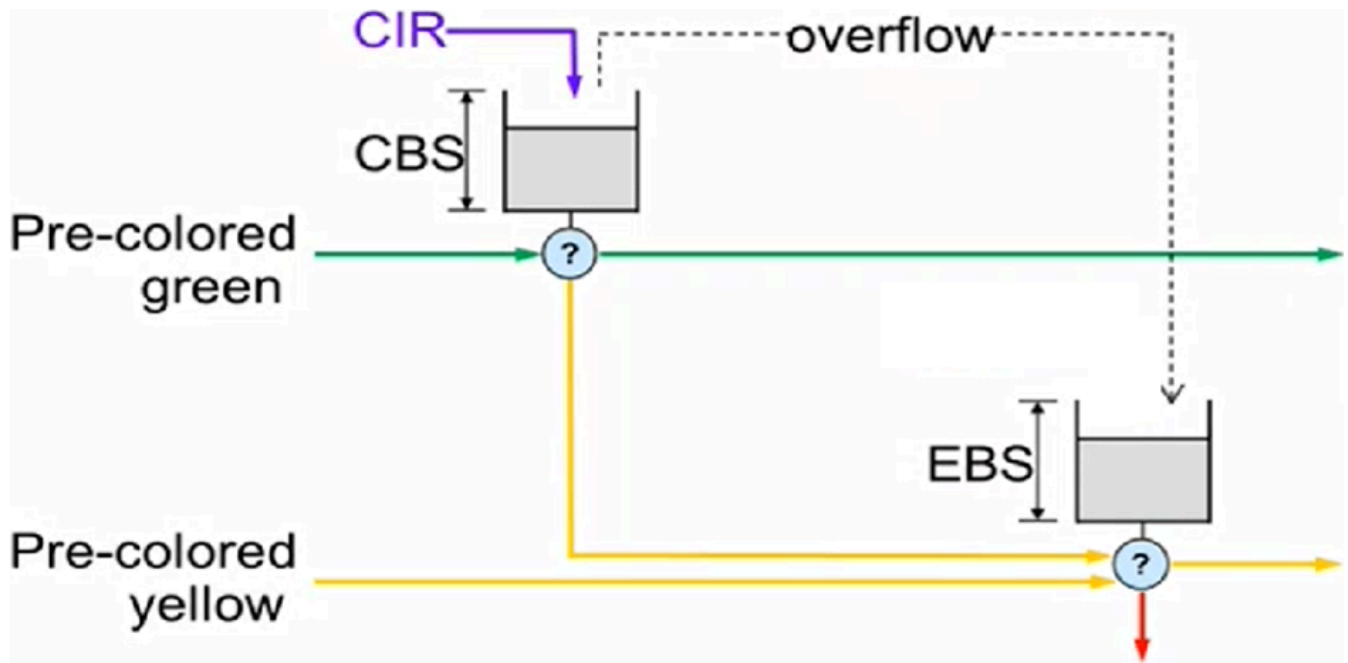 CIR
overflow
CBS
Pre-colored
green
?
EBS
Pre-colored
yellow
?